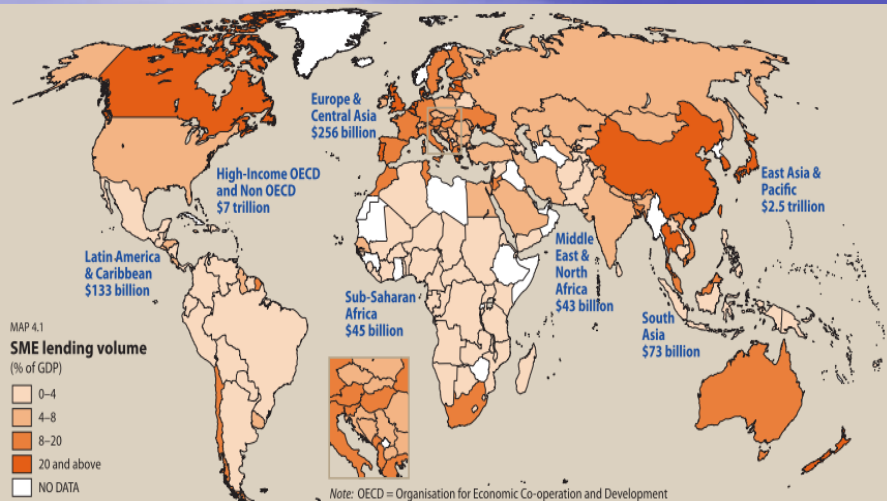 Europe &
Central Asia
$256 billion
High-Income OECD
and Non OECD
$7 trillion
East Asia &
Pacific
$2.5 trillion
Latin America
& Caribbean
$133 billion
Middle
East &
North
Africa
$43 billion
Sub-Saharan
Africa
$45 billion
South
Asia
$73 billion
MAP 4.1
SME lending volume
(% of GDP)
0–4
4–8
8–20
20 and above
NO DATA
Note: OECD = Organisation for Economic Co-operation and Development